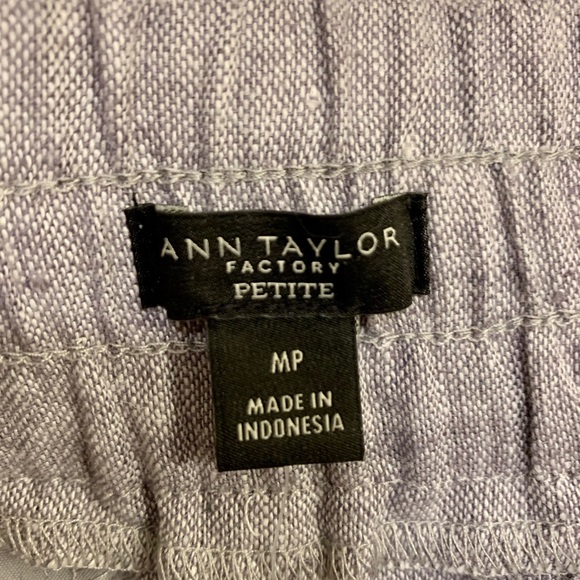 ANN TAYLOR
FACTORY
PETITE
MP
MADE IN
INDONESIA